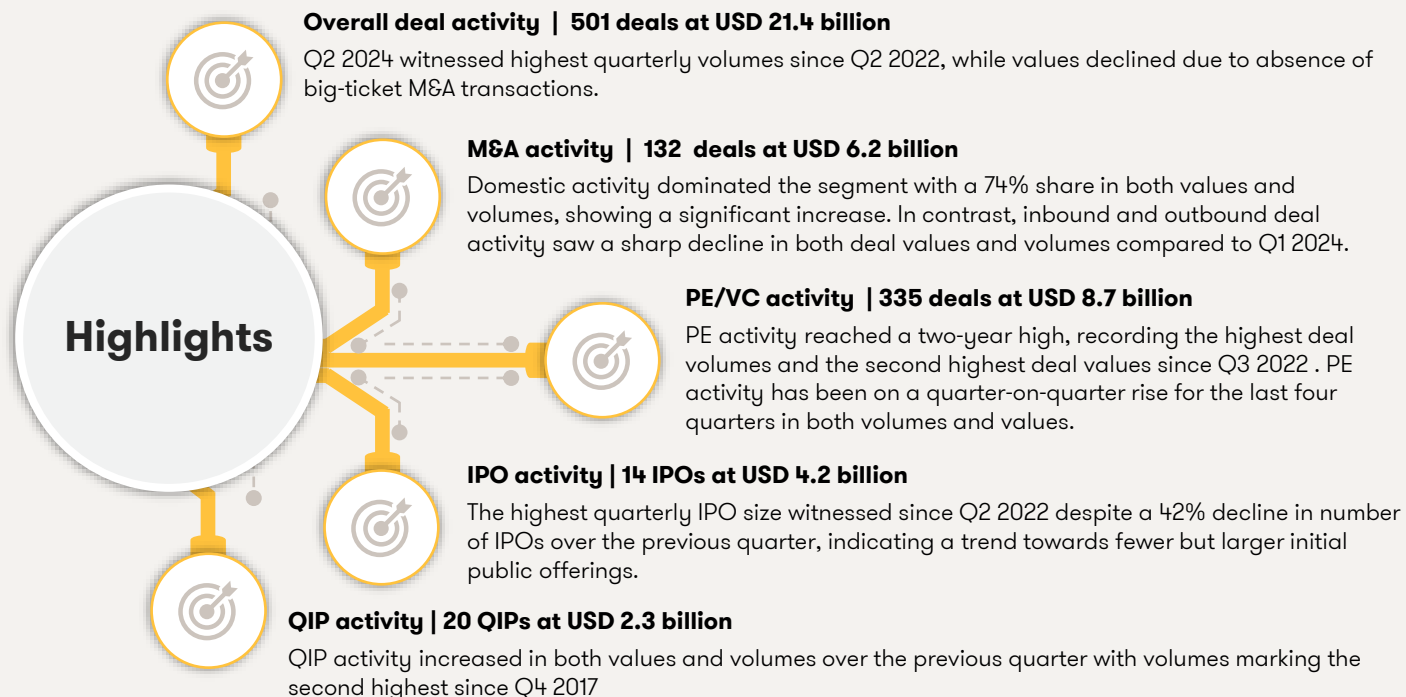 Overall deal activity | 501 deals at USD 21.4 billion
Q2 2024 witnessed highest quarterly volumes since Q2 2022, while values declined due to absence of
big-ticket M&A transactions.
M&A activity | 132 deals at USD 6.2 billion
Domestic activity dominated the segment with a 74% share in both values and
volumes, showing a significant increase. In contrast, inbound and outbound deal
activity saw a sharp decline in both deal values and volumes compared to Q1 2024.
Highlights
PE/VC activity | 335 deals at USD 8.7 billion
PE activity reached a two-year high, recording the highest deal
volumes and the second highest deal values since Q3 2022 . PE
activity has been on a quarter-on-quarter rise for the last four
quarters in both volumes and values.
IPO activity | 14 IPOs at USD 4.2 billion
The highest quarterly IPO size witnessed since Q2 2022 despite a 42% decline in number
of IPOs over the previous quarter, indicating a trend towards fewer but larger initial
public offerings.
QIP activity | 20 QIPs at USD 2.3 billion
QIP activity increased in both values and volumes over the previous quarter with volumes marking the
second highest since Q4 2017